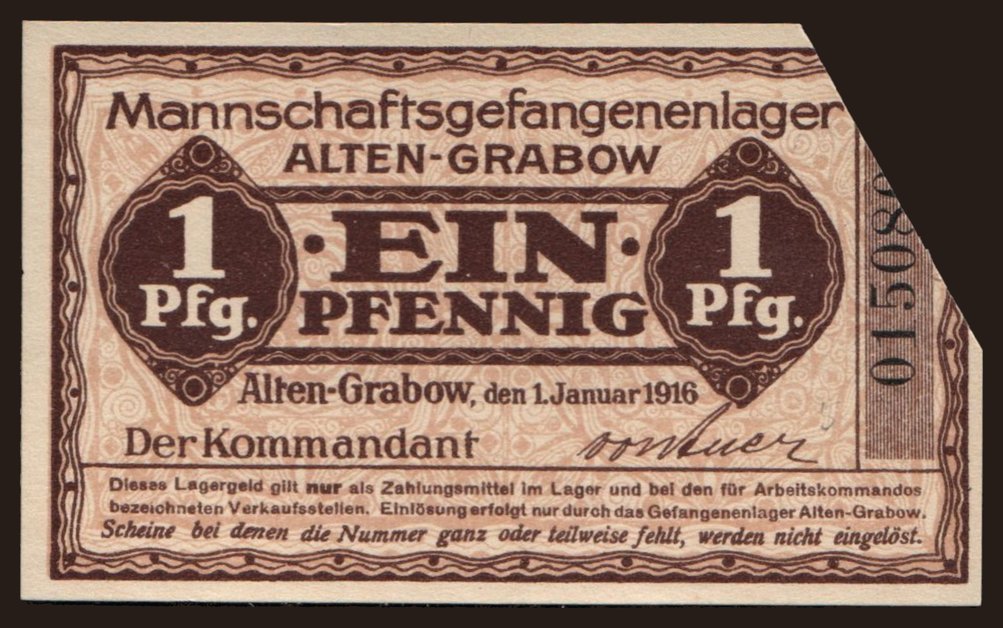 Mannschaftsgefangenenlager
ALTEN-GRABOW
1 Pfg.
·EIN·
PFENNIG
1 Pfg.
Alten-Grabow, den 1. Januar 1916
Der Kommandant
Dieses Lagergeld gilt nur als Zahlungsmittel im Lager und bei den für Arbeitskommandos
bezeichneten Verkaufsstellen. Einlösung erfolgt nur durch das Gefangenenlager Alten-Grabow.
Scheine bei denen die Nummer ganz oder teilweise fehlt, werden nicht eingelöst.